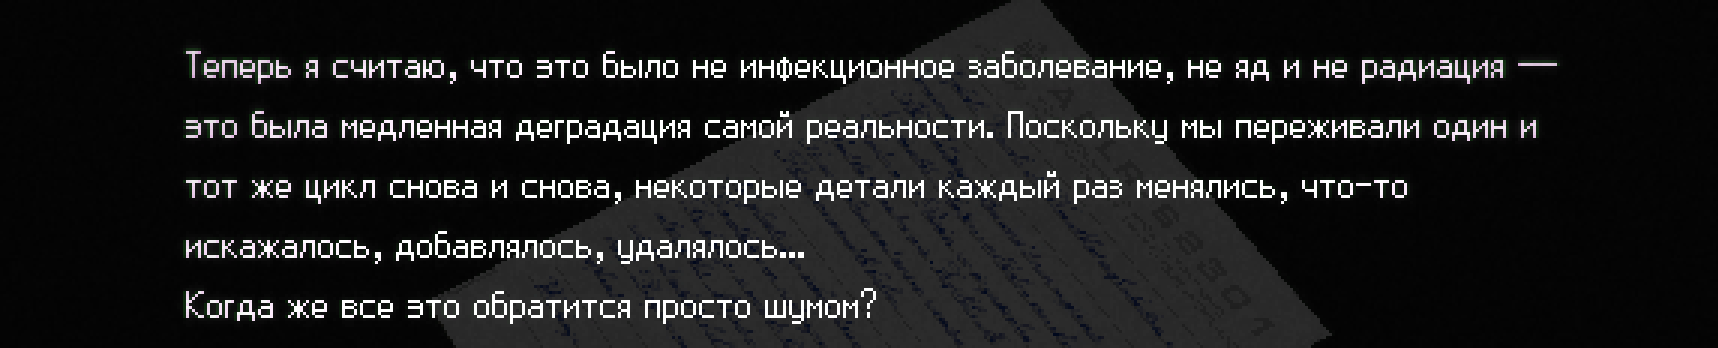 Теперь я считаю, что это было не инфекционное заболевание, не яд и не радиация —
это была медленная деградация самой реальности. Поскольку мы переживали один и
тот же цикл снова и снова, некоторые детали каждый раз менялись, что-то
искажалось, добавлялось, удалялось...
Когда же все это обратится просто шумом?